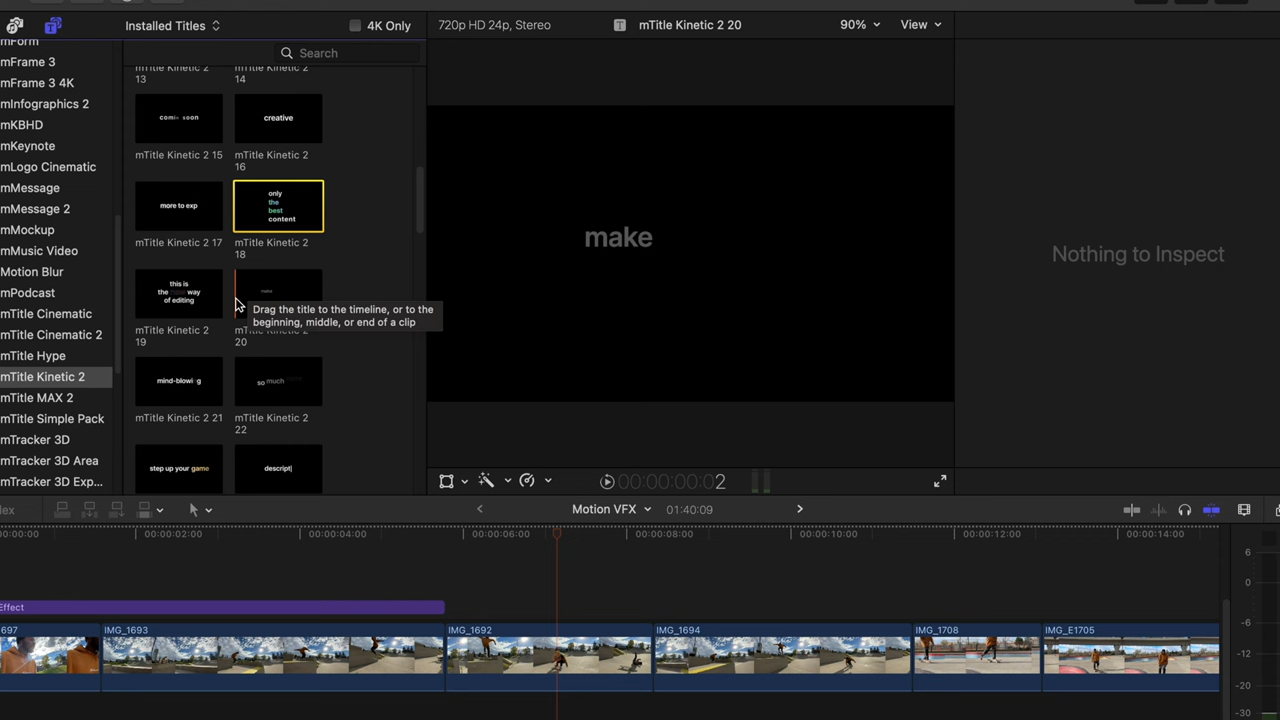 Installed Titles
4K Only
720p HD 24p, Stereo
T
mTitle Kinetic 2 20
90%
View
Search
mForm
mFrame 3
mFrame 3 4K
mInfographics 2
mKBHD
mKeynote
mLogo Cinematic
mMessage
mMessage 2
mMockup
mMusic Video
Motion Blur
mPodcast
mTitle Cinematic
mTitle Cinematic 2
mTitle Hype
mTitle Kinetic 2
mTitle MAX 2
mTitle Simple Pack
mTracker 3D
mTracker 3D Area
mTracker 3D Exp...
mTitle Kinetic 2
13
mTitle Kinetic 2
14
creative
mTitle Kinetic 2 15
mTitle Kinetic 2
16
more to exp
only
the
best
content
mTitle Kinetic 2 17
mTitle Kinetic 2
18
this is
the new way
of editing
make
mTitle Kinetic 2
19
20
Drag the title to the timeline, or to the
beginning, middle, or end of a clip
mind-blowi g
so much
mTitle Kinetic 2 21
mTitle Kinetic 2
22
step up your game
descript|
make
Nothing to Inspect
00:00:00:02
dex
Motion VFX
01:40:09
00:00:00
00:00:02:00
00:00:04:00
00:00:06:00
00:00:08:00
00:00:10:00
00:00:12:00
00:00:14:00
Effect
697
IMG_1693
IMG_1692
IMG_1694
IMG_1708
IMG_E1705
6
0
-6
-12
-20
-30